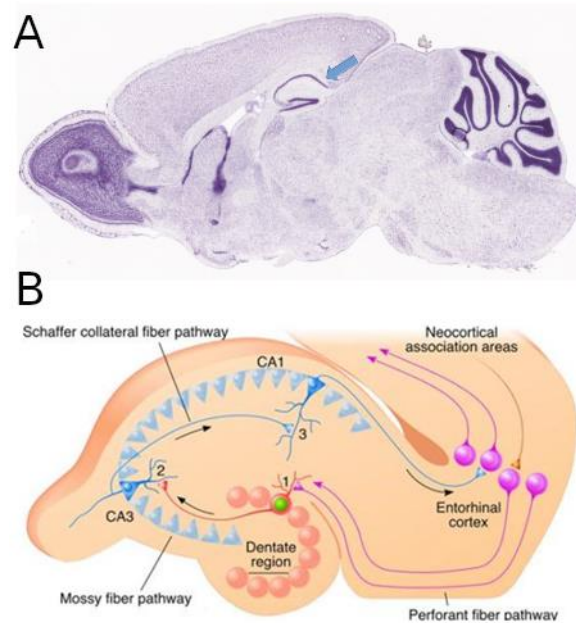 A
B
Schaffer collateral fiber pathway
Neocortical
association areas
CA1
3
2
1
CA3
Entorhinal
cortex
Dentate
region
Mossy fiber pathway
Perforant fiber pathway